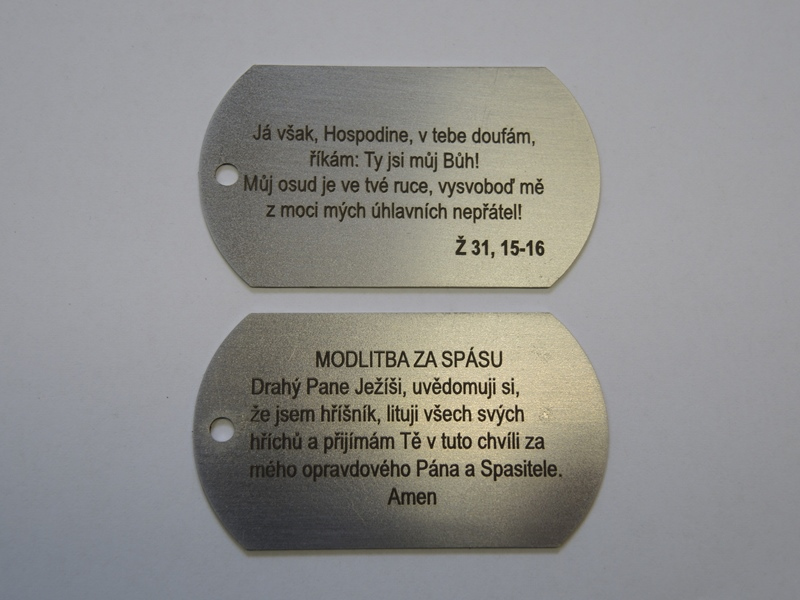 Já však, Hospodine, v tebe doufám,
říkám: Ty jsi můj Bůh!
Můj osud je ve tvé ruce, vysvoboď mě
z moci mých úhlavních nepřátel!
Ž 31, 15-16
MODLITBA ZA SPÁSU
Drahý Pane Ježíši, uvědomuji si,
že jsem hříšník, lituji všech svých
hříchů a přijímám Tě v tuto chvíli za
mého opravdového Pána a Spasitele.
Amen